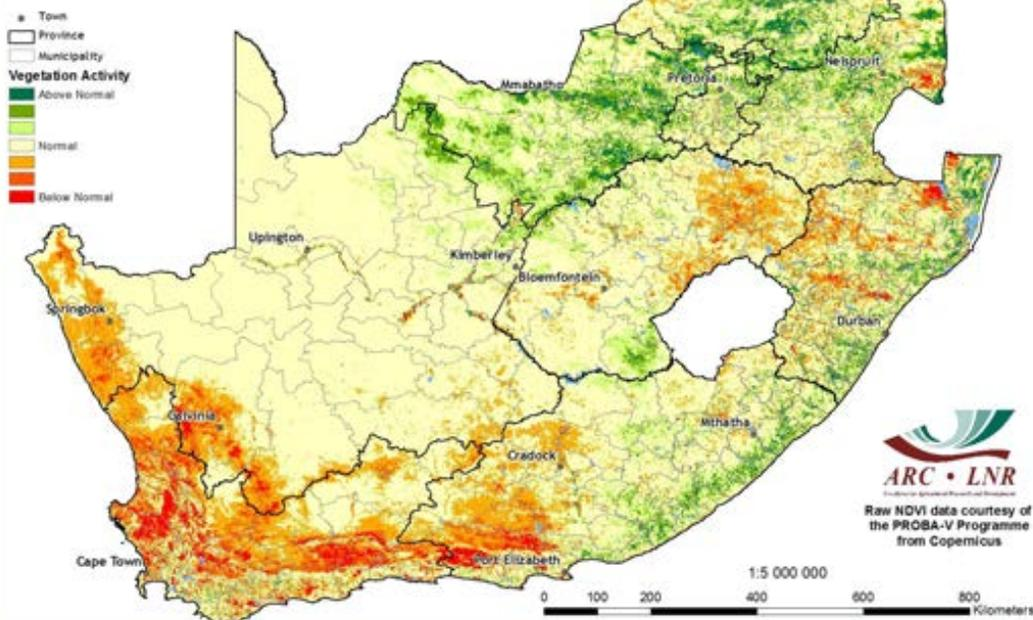 Town
Province
Municipality
Vegetation Activity
Above Normal
Normal
Below Normal
Mmabatho
Pretoria
Nelspruit
Upington
Kimberley
Bloemfontein
Springbok
Durban
Calvinia
Mthatha
Cradock
Cape Town
Port Elizabeth
ARC • LNR
Raw NDVI data courtesy of
the PROBA-V Programme
from Copernicus
1:5 000 000
0 100 200 400 600 800
Kilometers